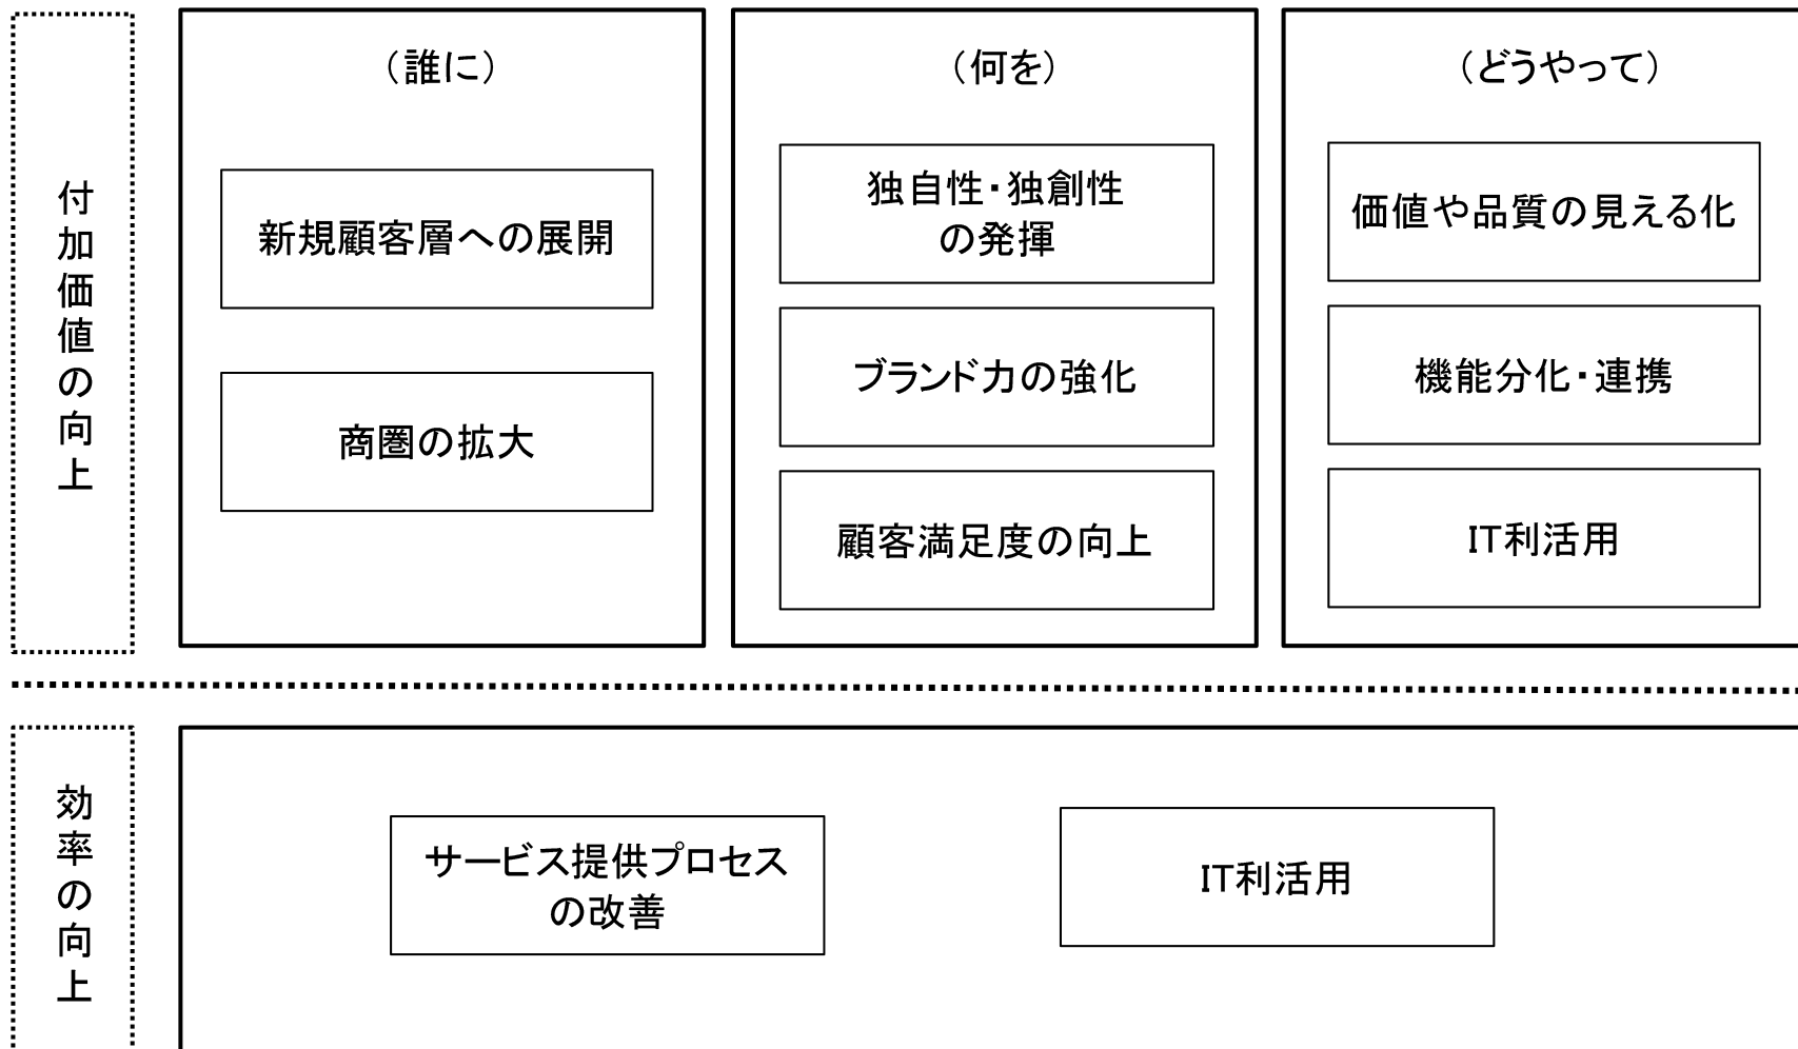 付加価値の向上
（誰に）
新規顧客層への展開
商圏の拡大
（何を）
独自性・独創性
の発揮
ブランド力の強化
顧客満足度の向上
（どうやって）
価値や品質の見える化
機能分化・連携
IT利活用
効率の向上
サービス提供プロセス
の改善
IT利活用